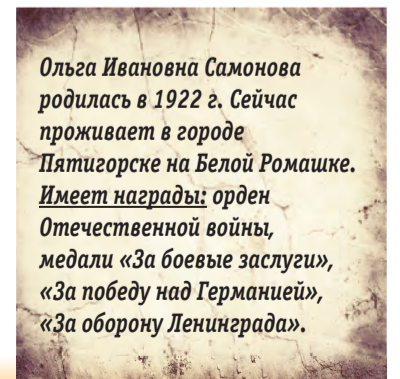 Ольга Ивановна Самонова
родилась в 1922 г. Сейчас
проживает в городе
Пятигорске на Белой Ромашке.
Имеет награды: орден
Отечественной войны,
медали «За боевые заслуги»,
«За победу над Германией»,
«За оборону Ленинграда».